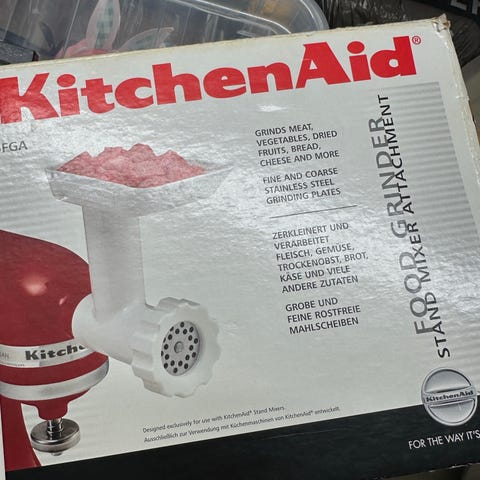 KitchenAid®
FGA
GRINDS MEAT,
VEGETABLES, DRIED
FRUITS, BREAD,
CHEESE AND MORE
FINE AND COARSE
STAINLESS STEEL
GRINDING PLATES
ZERKLEINERT UND
VERARBEITET
FLEISCH, GEMÜSE,
TROCKENOBST, BROT,
KÄSE UND VIELE
ANDERE ZUTATEN
GROBE UND
FEINE ROSTFREIE
MAHLSCHEIBEN
FOOD GRINDER
STAND MIXER ATTACHMENT
Kitch
Designed exclusively for use with KitchenAid® Stand Mixers.
Ausschließlich zur Verwendung mit Küchenmaschinen von KitchenAid® entwickelt.
KitchenAid
FOR THE WAY IT'S